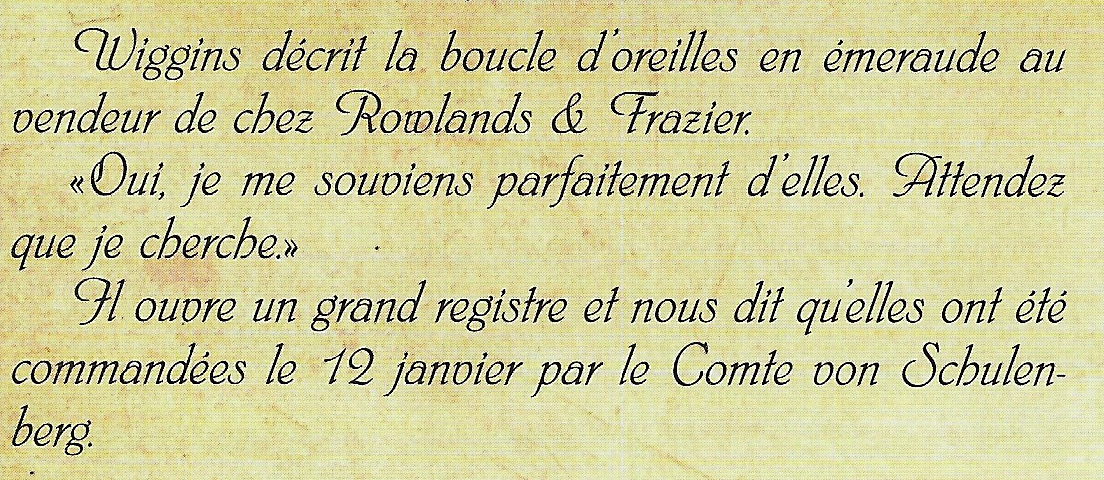 Wiggins décrit la boucle d'oreilles en émeraude au
vendeur de chez Rowlands & Frazier.
«Oui, je me souviens parfaitement d'elles. Attendez
que je cherche.»
Il ouvre un grand registre et nous dit qu'elles ont été
commandées le 12 janvier par le Comte von Schulen-
berg.